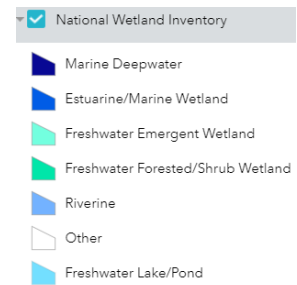 National Wetland Inventory
Marine Deepwater
Estuarine/Marine Wetland
Freshwater Emergent Wetland
Freshwater Forested/Shrub Wetland
Riverine
Other
Freshwater Lake/Pond